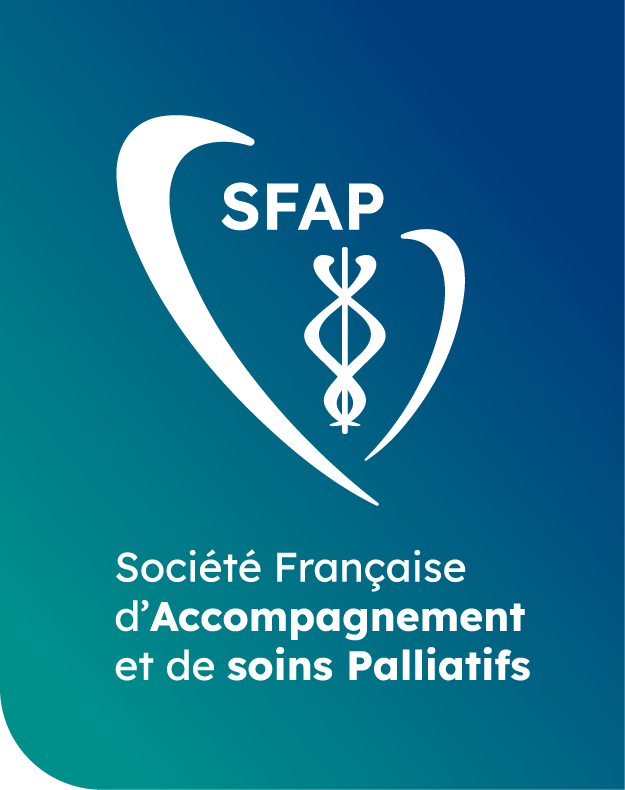 SFAP
Société Française
d’Accompagnement
et de soins Palliatifs